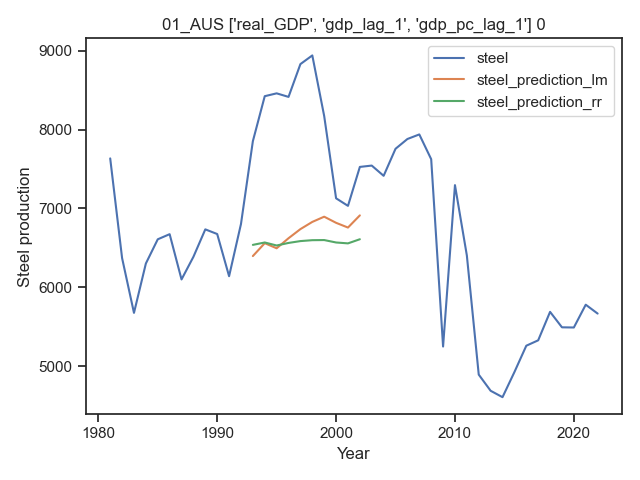 01_AUS ['real_GDP', 'gdp_lag_1', 'gdp_pc_lag_1'] 0
steel
steel_prediction_lm
steel_prediction_rr
Steel production
9000
8000
7000
6000
5000
1980
1990
2000
2010
2020
Year